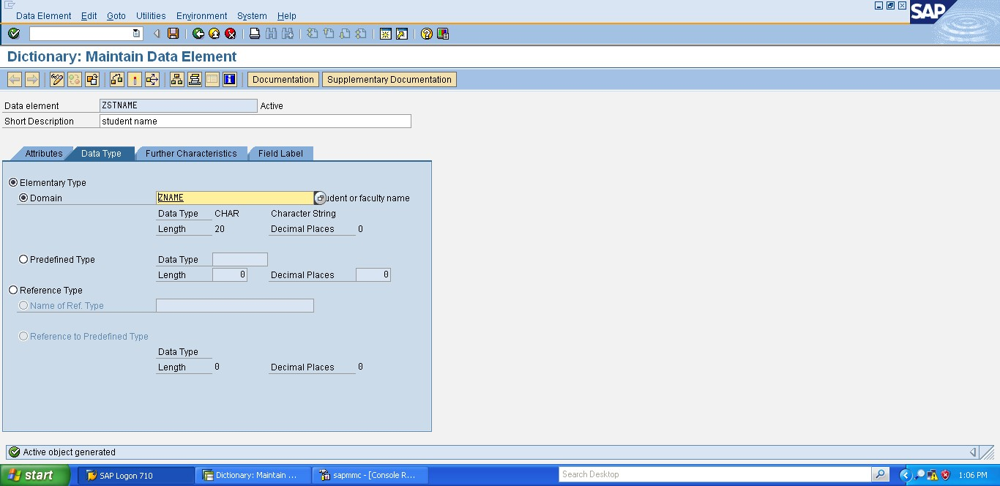 Data Element Edit Goto Utilities Environment System Help
SAP
Dictionary: Maintain Data Element
Documentation Supplementary Documentation
Data element ZSTNAME Active
Short Description student name
Attributes Data Type Further Characteristics Field Label
Elementary Type
Domain ZNAME udent or faculty name
Data Type CHAR Character String
Length 20 Decimal Places 0
Predefined Type Data Type
Length 0 Decimal Places 0
Reference Type
Name of Ref. Type
Reference to Predefined Type
Data Type
Length 0 Decimal Places 0
Active object generated
start SAP Logon 710 Dictionary: Maintain ... sapmmc - [Console R... Search Desktop 1:06 PM